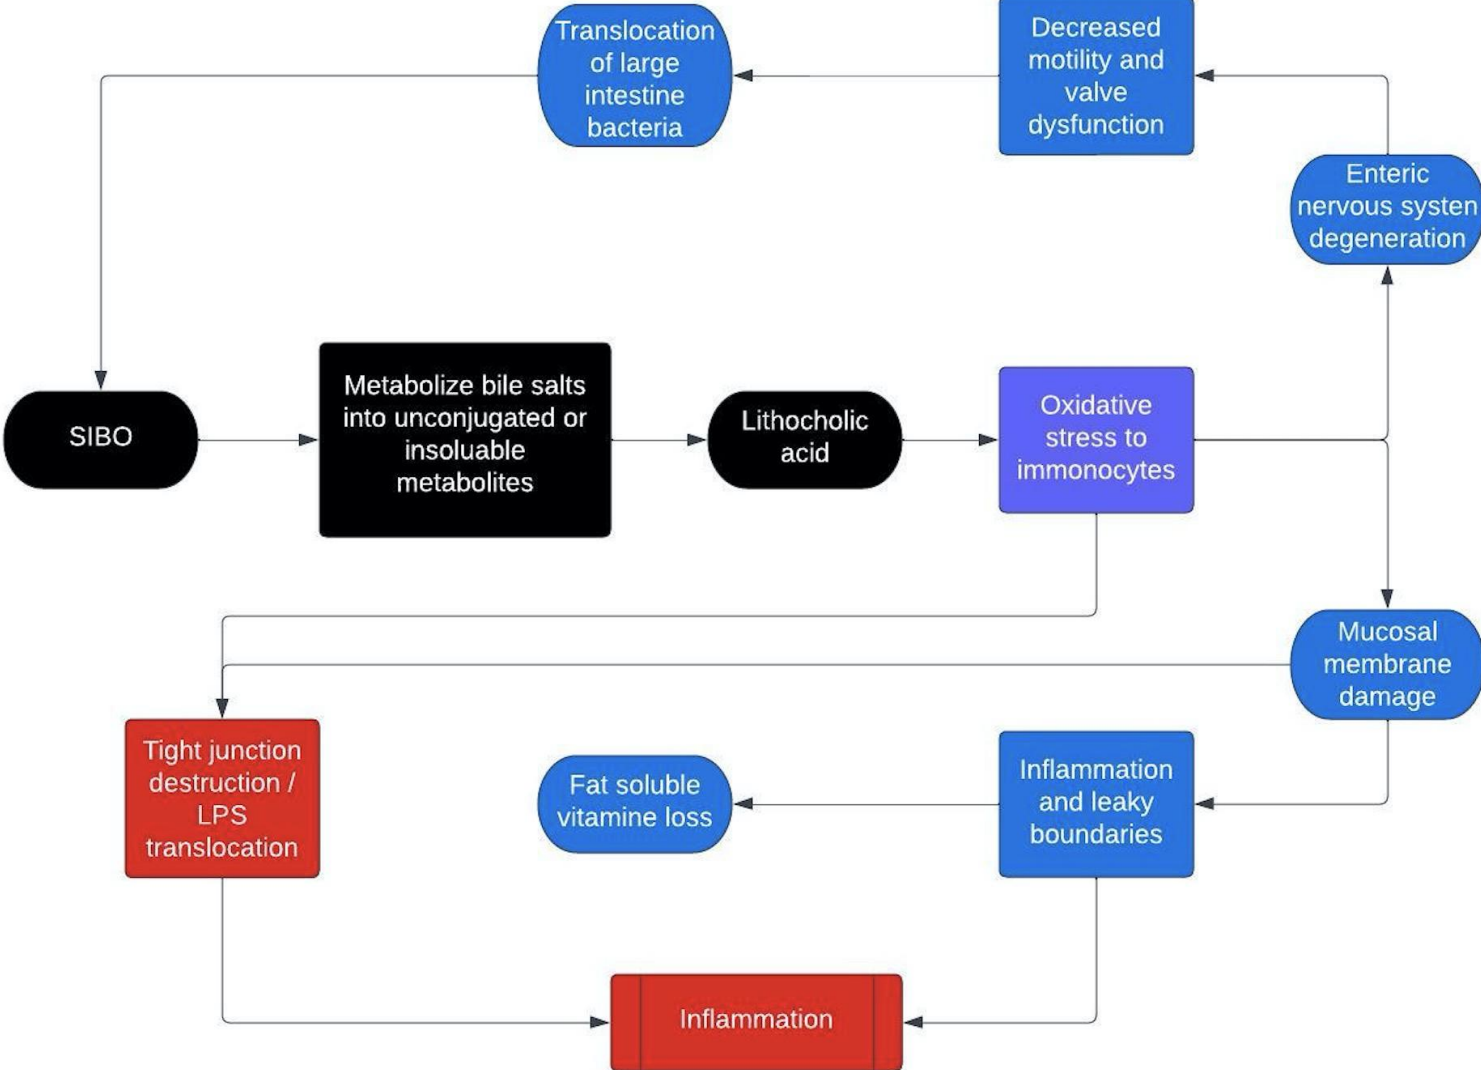 Translocation
of large
intestine
bacteria
Decreased
motility and
valve
dysfunction
Enteric
nervous systen
degeneration
SIBO
Metabolize bile salts
into unconjugated or
insoluable
metabolites
Lithocholic
acid
Oxidative
stress to
immonocytes
Mucosal
membrane
damage
Tight junction
destruction /
LPS
translocation
Fat soluble
vitamine loss
Inflammation
and leaky
boundaries
Inflammation